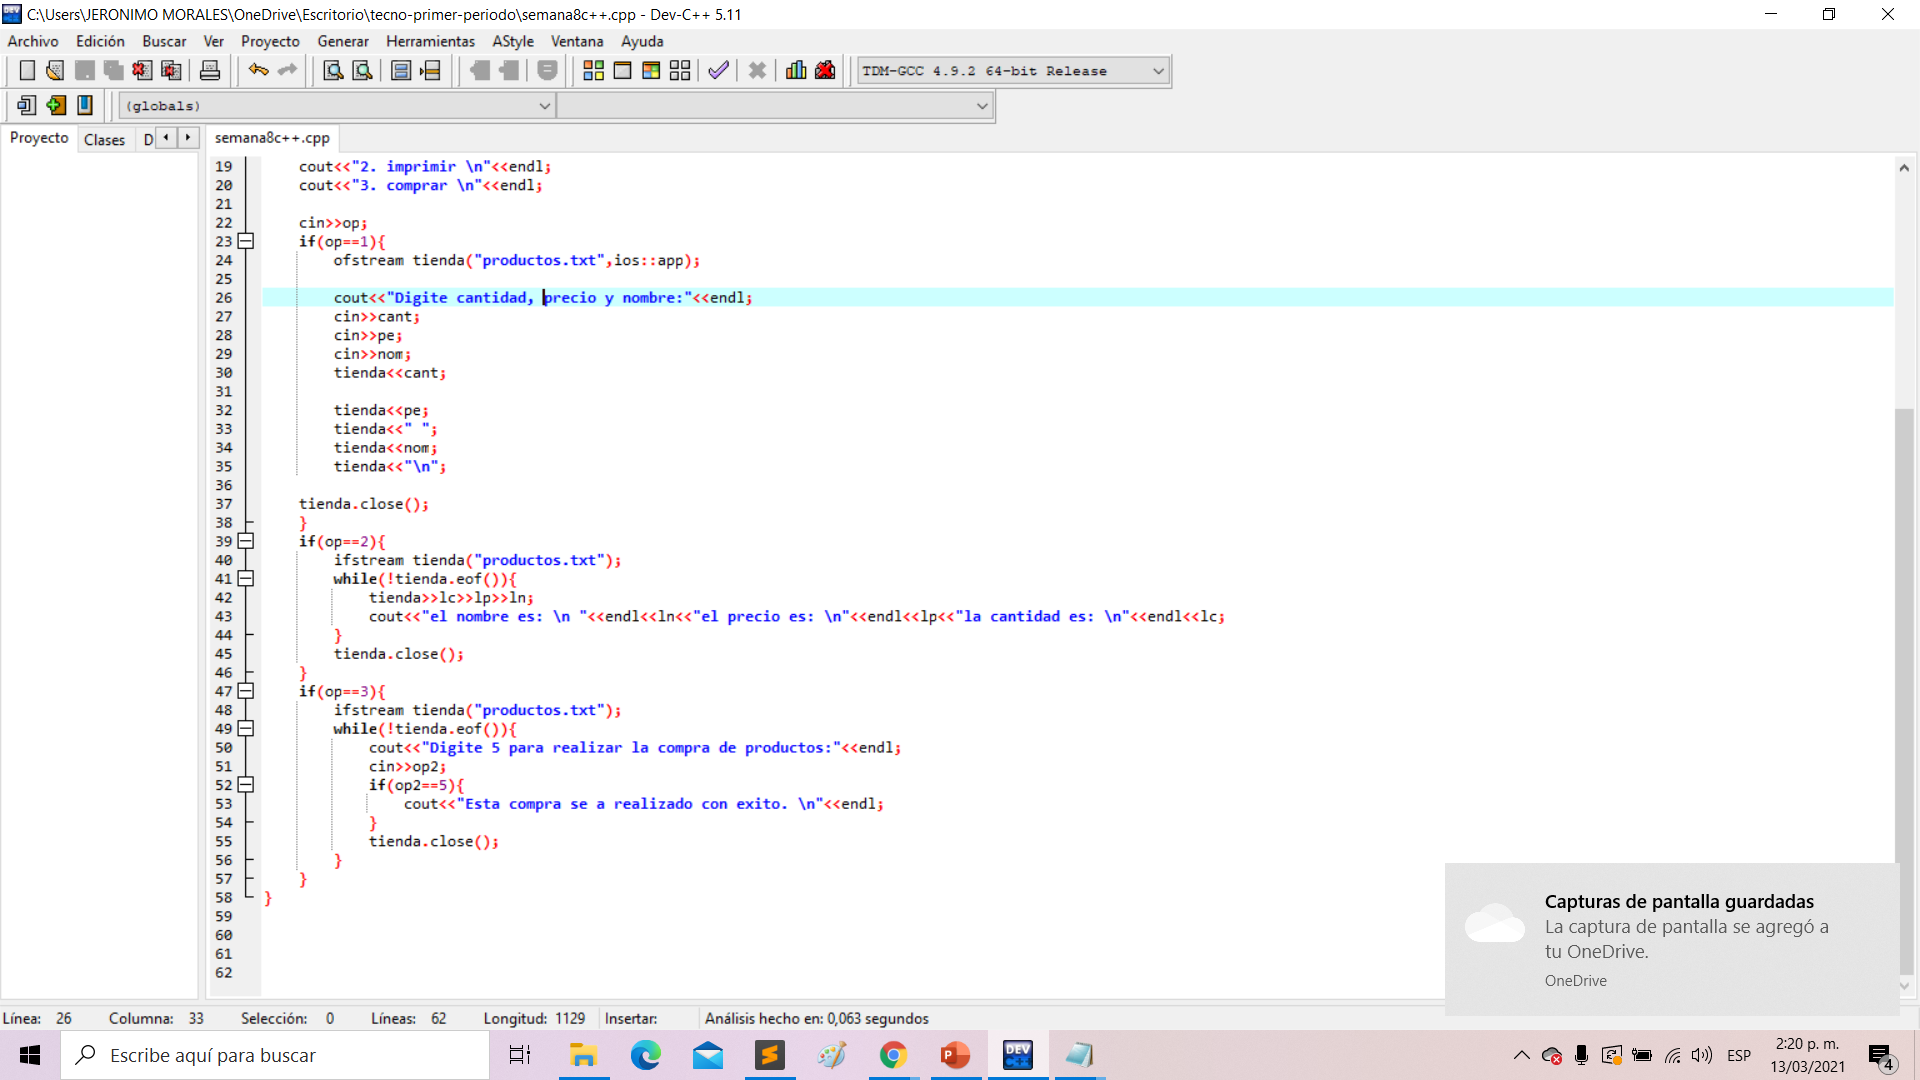 C:\Users\JERONIMO MORALES\OneDrive\Escritorio\tecno-primer-periodo\semana8c++.cpp - Dev-C++ 5.11
Archivo Edición Buscar Ver Proyecto Generar Herramientas AStyle Ventana Ayuda
TDM-GCC 4.9.2 64-bit Release
(globals)
Proyecto Clases D
semana8c++.cpp
19 cout<<"2. imprimir \n"<<endl;
20 cout<<"3. comprar \n"<<endl;
21
22 cin>>op;
23 if(op==1){
24 ofstream tienda("productos.txt",ios::app);
25
26 cout<<"Digite cantidad, precio y nombre:"<<endl;
27 cin>>cant;
28 cin>>pe;
29 cin>>nom;
30 tienda<<cant;
31
32 tienda<<pe;
33 tienda<<" ";
34 tienda<<nom;
35 tienda<<"\n";
36
37 tienda.close();
38 }
39 if(op==2){
40 ifstream tienda("productos.txt");
41 while(!tienda.eof()){
42 tienda>>lc>>lp>>ln;
43 cout<<"el nombre es: \n "<<endl<<ln<<"el precio es: \n"<<endl<<lp<<"la cantidad es: \n"<<endl<<lc;
44 }
45 tienda.close();
46 }
47 if(op==3){
48 ifstream tienda("productos.txt");
49 while(!tienda.eof()){
50 cout<<"Digite 5 para realizar la compra de productos:"<<endl;
51 cin>>op2;
52 if(op2==5){
53 cout<<"Esta compra se a realizado con exito. \n"<<endl;
54 }
55 tienda.close();
56 }
57 }
58 }
59
60
61
62
Capturas de pantalla guardadas
La captura de pantalla se agregó a
tu OneDrive.
OneDrive
Línea: 26 Columna: 33 Selección: 0 Líneas: 62 Longitud: 1129 Insertar: Análisis hecho en: 0,063 segundos
Escribe aquí para buscar
DEV C++
ESP
2:20 p. m.
13/03/2021
4